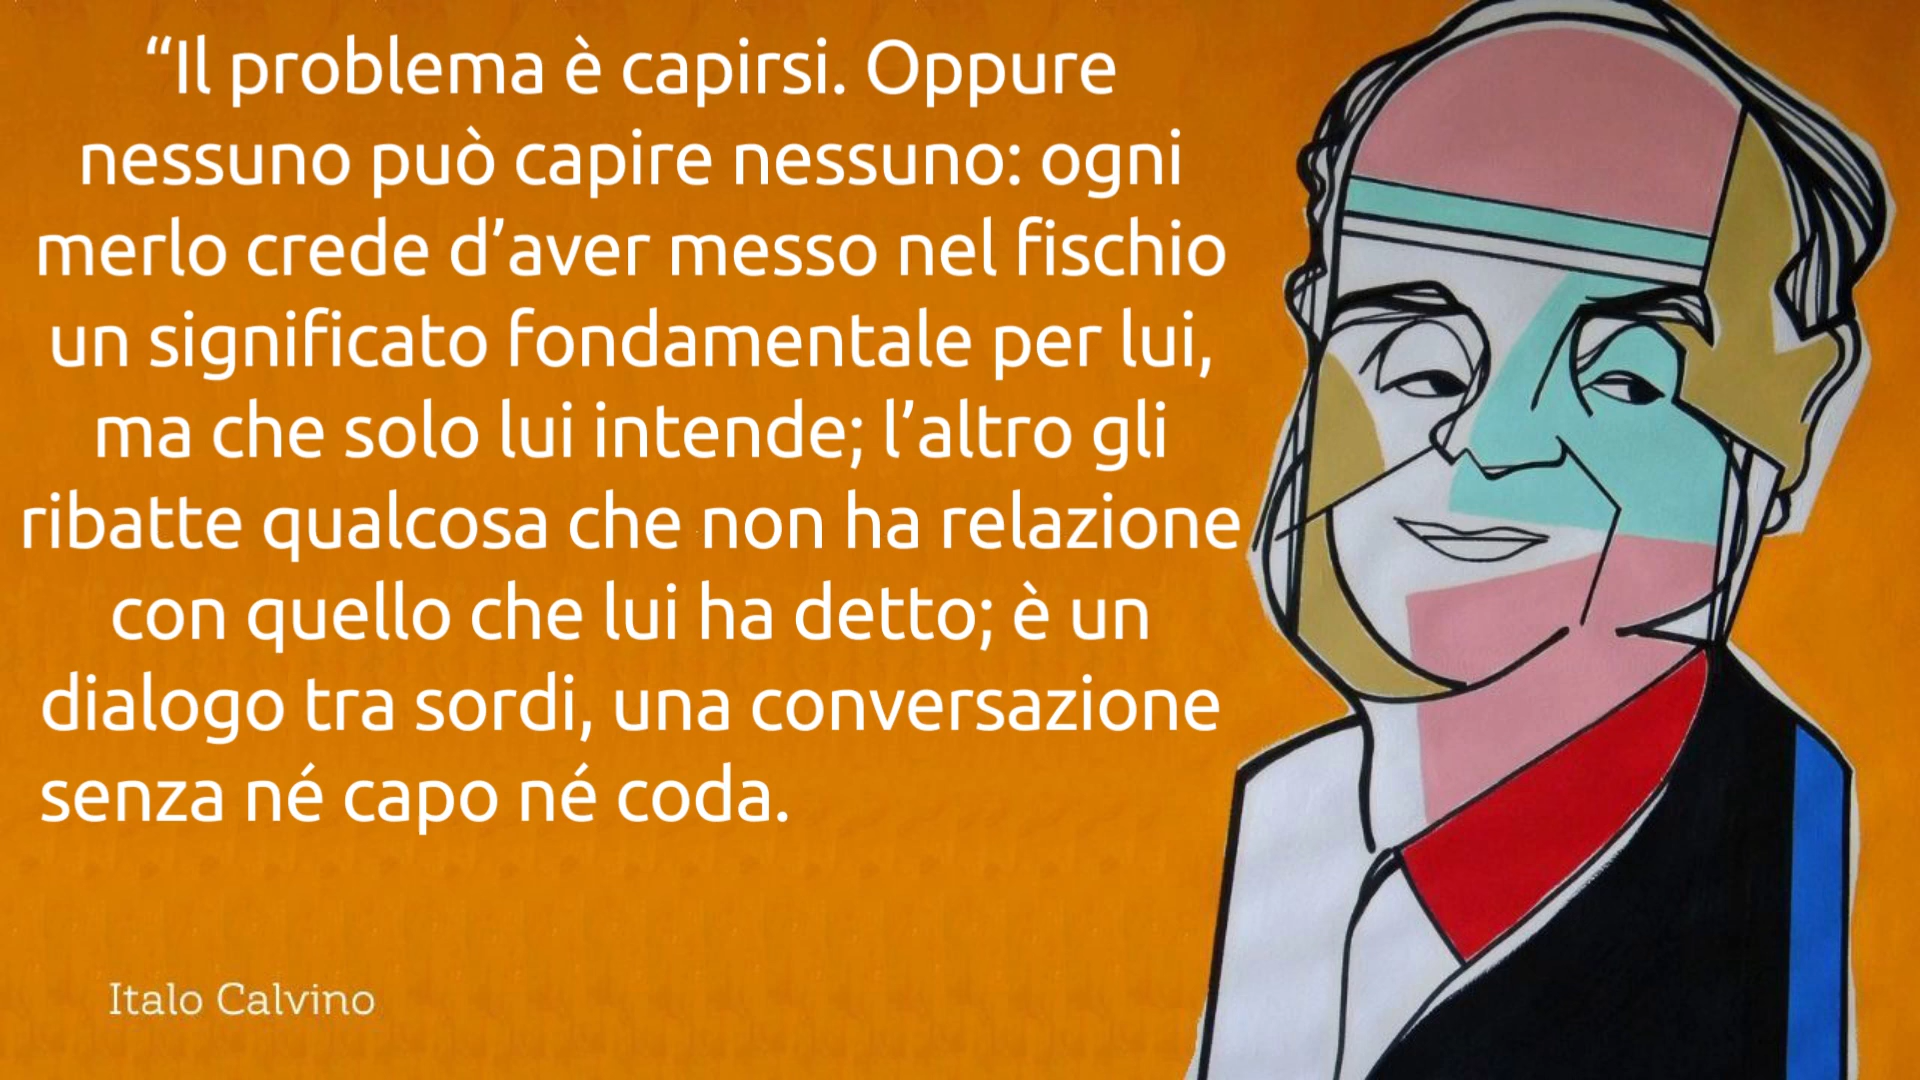 “Il problema è capirsi. Oppure
nessuno può capire nessuno: ogni
merlo crede d’aver messo nel fischio
un significato fondamentale per lui,
ma che solo lui intende; l’altro gli
ribatte qualcosa che non ha relazione
con quello che lui ha detto; è un
dialogo tra sordi, una conversazione
senza né capo né coda.
Italo Calvino